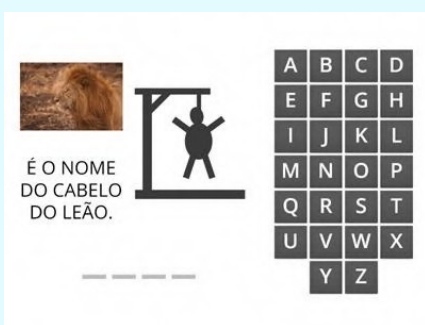 É O NOME
DO CABELO
DO LEÃO.
A B C D
E F G H
I J K L
M N O P
Q R S T
U V W X
Y Z